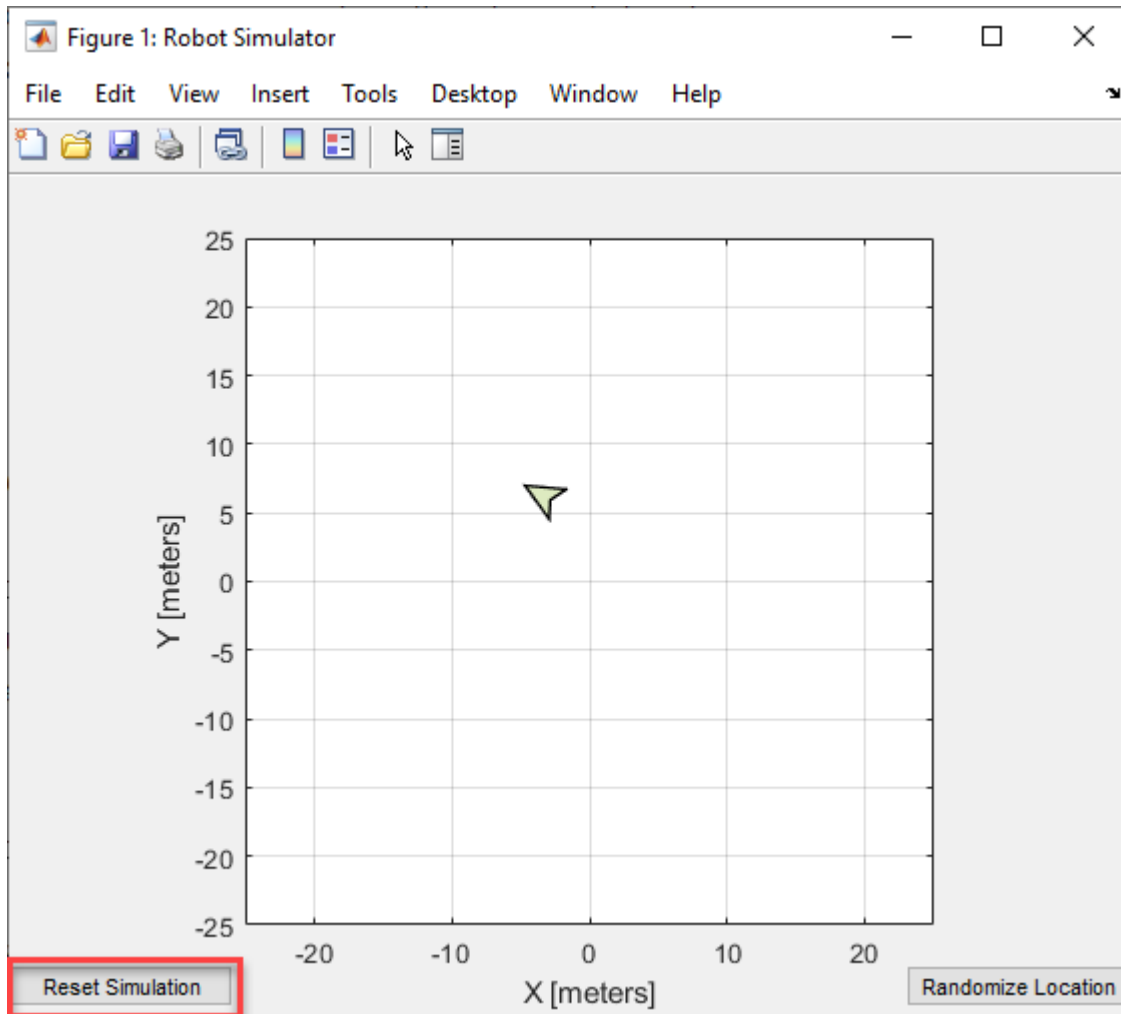 Figure 1: Robot Simulator
File Edit View Insert Tools Desktop Window Help
25
20
15
10
5
0
-5
-10
-15
-20
-25
Y [meters]
-20 -10 0 10 20
X [meters]
Reset Simulation
Randomize Location